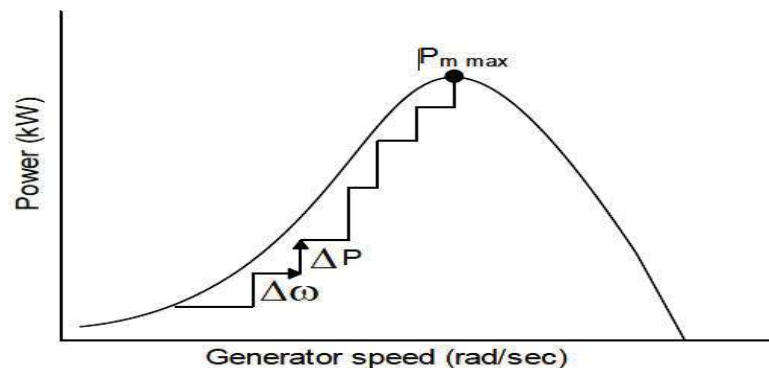 |Pm max
Power (kW)
ΔP
Δω
Generator speed (rad/sec)